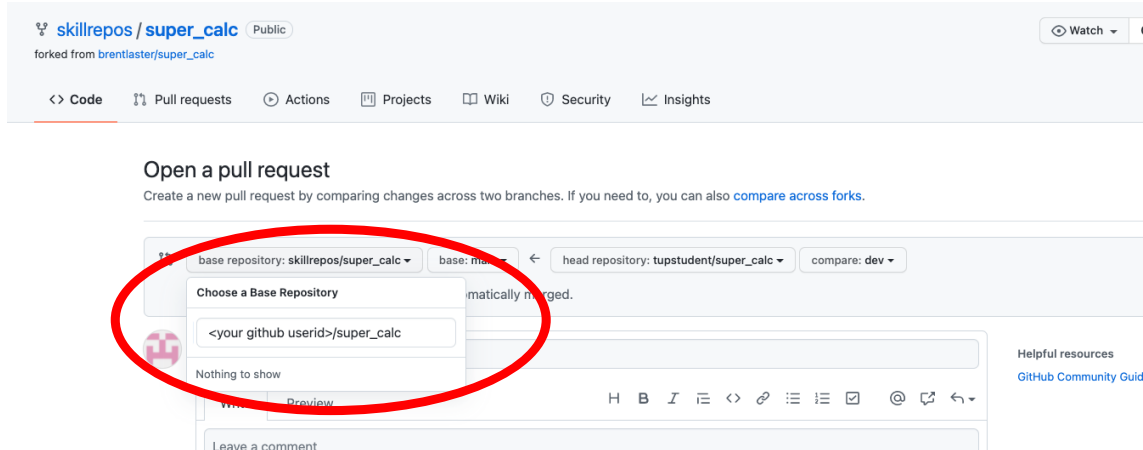 skillrepos / super_calc Public
Watch
forked from brentlaster/super_calc
<> Code Pull requests Actions Projects Wiki Security Insights
Open a pull request
Create a new pull request by comparing changes across two branches. If you need to, you can also compare across forks.
base repository: skillrepos/super_calc base: main ← head repository: tupstudent/super_calc compare: dev
Choose a Base Repository
merged.
<your github userid>/super_calc
Helpful resources
Nothing to show
GitHub Community Guid
Write Preview
H B I <> @
Leave a comment